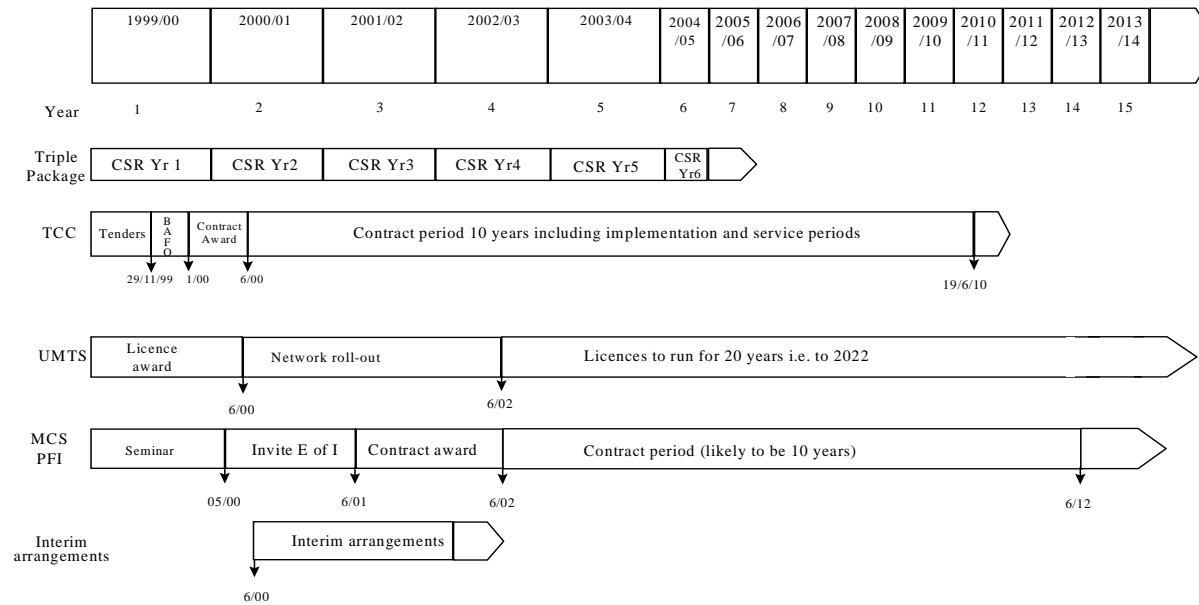 1999/00 2000/01 2001/02 2002/03 2003/04 2004 2005 2006 2007 2008 2009 2010 2011 2012 2013
/05 /06 /07 /08 /09 /10 /11 /12 /13 /14
Year 1 2 3 4 5 6 7 8 9 10 11 12 13 14 15
Triple
Package
CSR Yr 1 CSR Yr2 CSR Yr3 CSR Yr4 CSR Yr5 CSR
Yr6
TCC
Tenders
B
A
F
O
Contract
Award
Contract period 10 years including implementation and service periods
29/11/99 1/00 6/00 19/6/10
UMTS
Licence
award
Network roll-out
Licences to run for 20 years i.e. to 2022
6/00 6/02
MCS
PFI
Seminar Invite E of I Contract award Contract period (likely to be 10 years)
05/00 6/01 6/02 6/12
Interim
arrangements
Interim arrangements
6/00